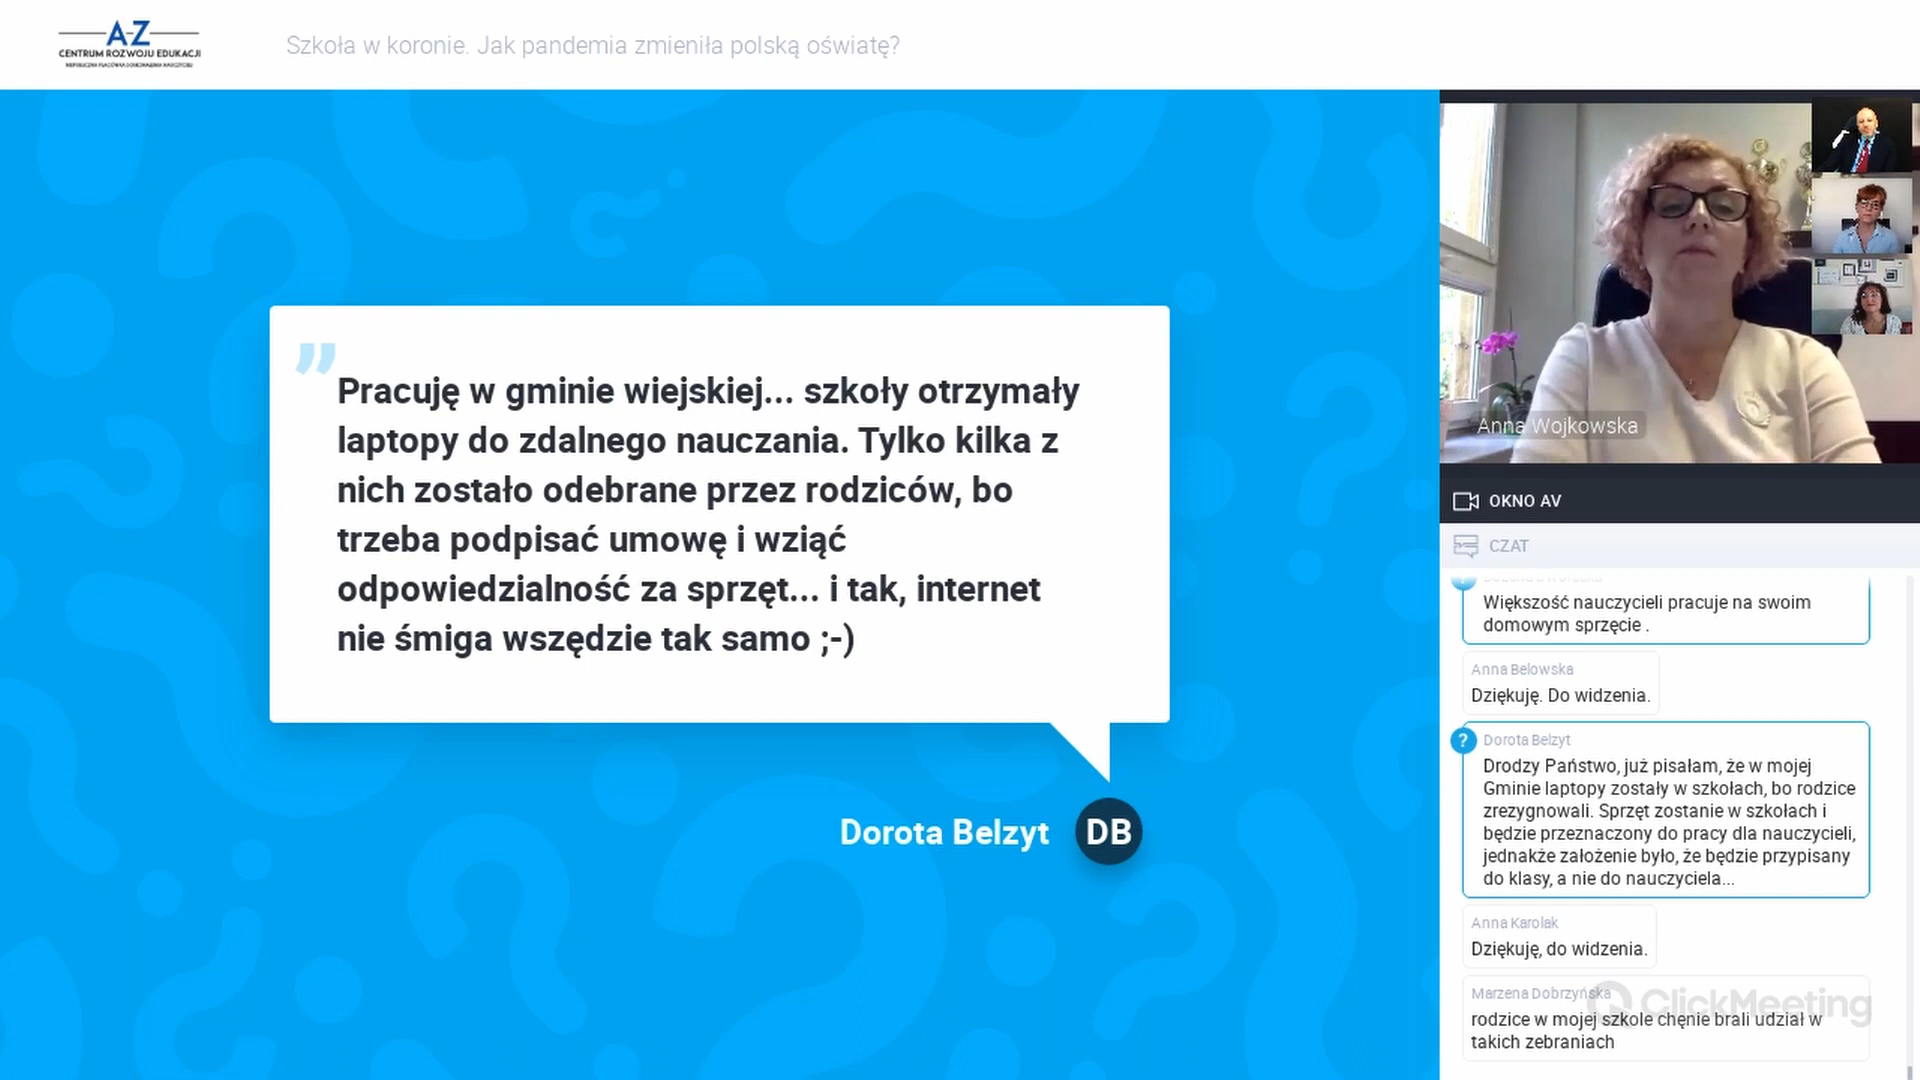 A-Z
CENTRUM ROZWOJU EDUKACJI
NIEPUBLICZNA PLACÓWKA DOSKONALENIA NAUCZYCIELI
Szkoła w koronie. Jak pandemia zmieniła polską oświatę?
”
Pracuję w gminie wiejskiej... szkoły otrzymały
laptopy do zdalnego nauczania. Tylko kilka z
nich zostało odebrane przez rodziców, bo
trzeba podpisać umowę i wziąć
odpowiedzialność za sprzęt... i tak, internet
nie śmiga wszędzie tak samo ;-)
Dorota Belzyt
DB
Anna Wojkowska
OKNO AV
CZAT
?
Większość nauczycieli pracuje na swoim
domowym sprzęcie .
Anna Belowska
Dziękuję. Do widzenia.
?
Dorota Belzyt
Drodzy Państwo, już pisałam, że w mojej
Gminie laptopy zostały w szkołach, bo rodzice
zrezygnowali. Sprzęt zostanie w szkołach i
będzie przeznaczony do pracy dla nauczycieli,
jednakże założenie było, że będzie przypisany
do klasy, a nie do nauczyciela...
Anna Karolak
Dziękuję, do widzenia.
Marzena Dobrzyńska
rodzice w mojej szkole chęnie brali udział w
takich zebraniach
ClickMeeting